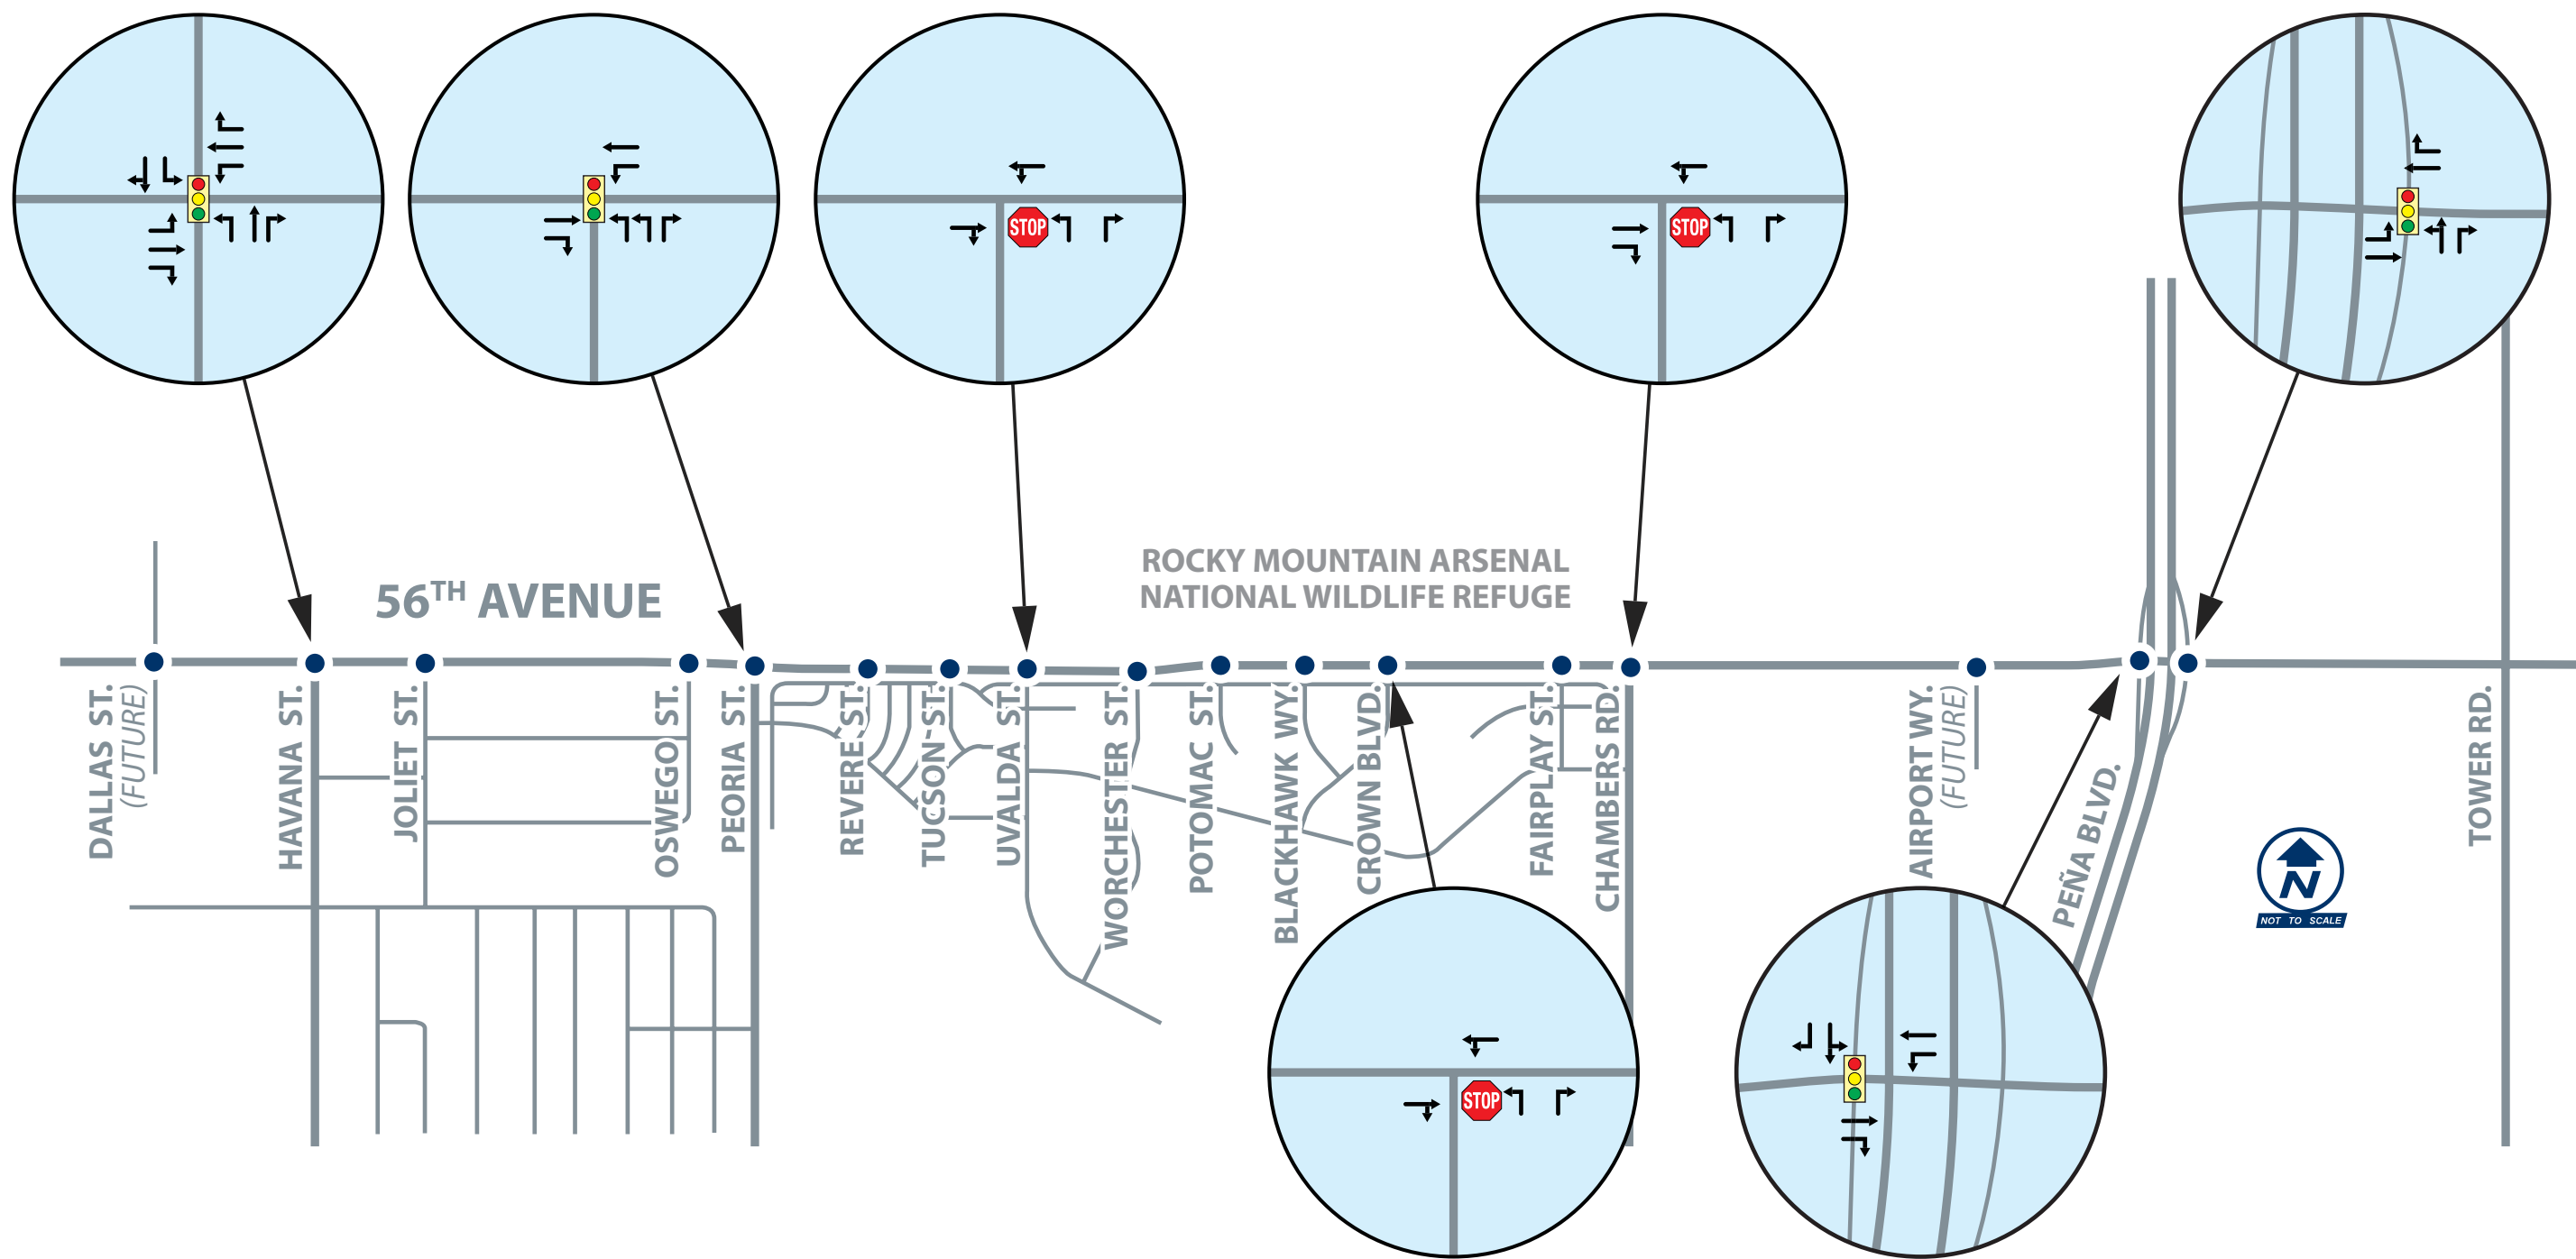 STOP
STOP
ROCKY MOUNTAIN ARSENAL
NATIONAL WILDLIFE REFUGE
56TH AVENUE
DALLAS ST.
(FUTURE)
HAVANA ST.
JOLIET ST.
OSWEGO ST.
PEORIA ST.
REVERE ST.
TUCSON ST.
UVALDA ST.
WORCHESTER ST.
POTOMAC ST.
BLACKHAWK WY.
CROWN BLVD.
FAIRPLAY ST.
CHAMBERS RD.
AIRPORT WY.
(FUTURE)
PEÑA BLVD.
TOWER RD.
N
NOT TO SCALE
STOP